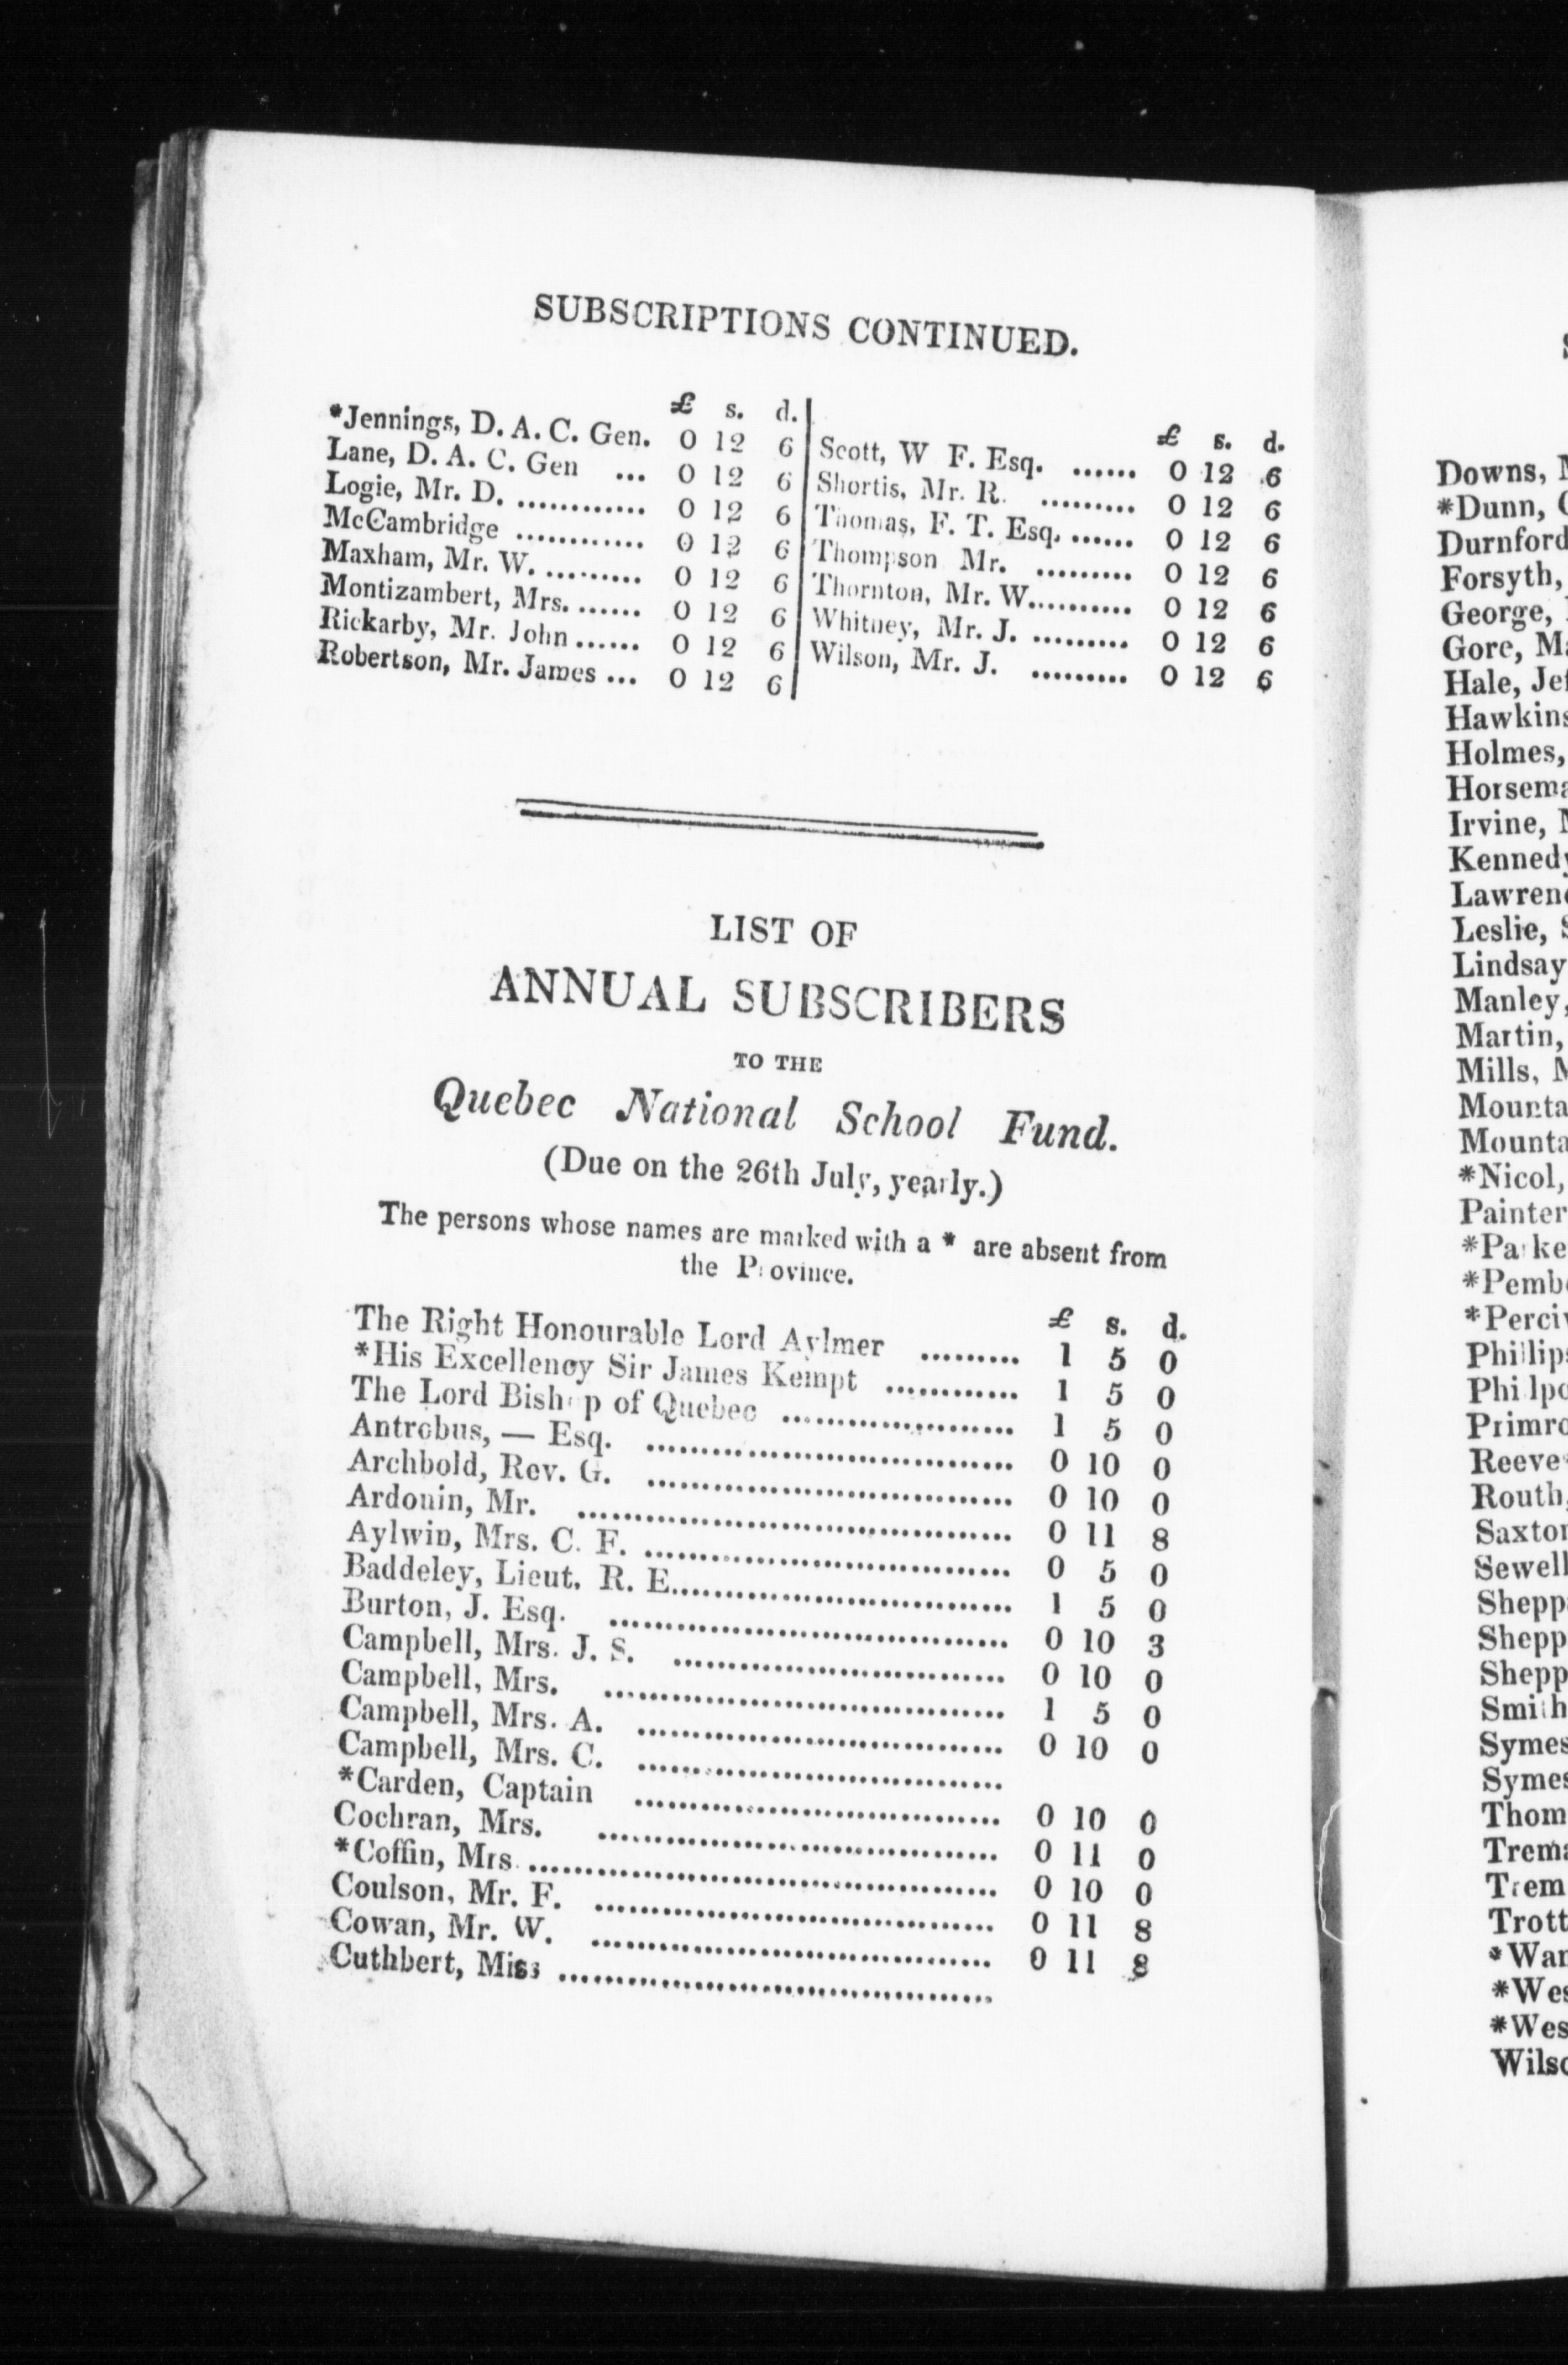 SUBSCRIPTIONS CONTINUED.
£ s. d.
*Jennings, D. A. C. Gen. 0 12 6
Lane, D. A. C. Gen ... 0 12 6
Logie, Mr. D. ............ 0 12 6
McCambridge ............ 0 12 6
Maxham, Mr. W. ......... 0 12 6
Montizambert, Mrs. ...... 0 12 6
Rickarby, Mr. John ...... 0 12 6
Robertson, Mr. James ... 0 12 6
£ s. d.
Scott, W F. Esq. ...... 0 12 6
Shortis, Mr. R. ......... 0 12 6
Thomas, F. T. Esq. ...... 0 12 6
Thompson Mr. ......... 0 12 6
Thornton, Mr. W.......... 0 12 6
Whitney, Mr. J. ......... 0 12 6
Wilson, Mr. J. ......... 0 12 6
LIST OF
ANNUAL SUBSCRIBERS
TO THE
Quebec National School Fund.
(Due on the 26th July, yearly.)
The persons whose names are marked with a * are absent from
the Province.
£ s. d.
The Right Honourable Lord Aylmer ......... 1 5 0
*His Excellency Sir James Kempt ............ 1 5 0
The Lord Bishop of Quebec ..................... 1 5 0
Antrobus, — Esq. ................................. 0 10 0
Archbold, Rev. G. ................................. 0 10 0
Ardouin, Mr. ....................................... 0 11 8
Aylwin, Mrs. C. F. ................................. 0 5 0
Baddeley, Lieut. R. E............................... 1 5 0
Burton, J. Esq. .................................... 0 10 3
Campbell, Mrs. J. S. .............................. 0 10 0
Campbell, Mrs. .................................... 1 5 0
Campbell, Mrs. A. ................................. 0 10 0
Campbell, Mrs. C. .................................
*Carden, Captain ................................. 0 10 0
Cochran, Mrs. .................................... 0 11 0
*Coffin, Mrs. .......................................... 0 10 0
Coulson, Mr. F. .................................... 0 11 8
Cowan, Mr. W. .................................... 0 11 8
Cuthbert, Miss .......................................
Downs, M
*Dunn, 
Durnford
Forsyth,
George,
Gore, Ma
Hale, Jef
Hawkins
Holmes,
Horsema
Irvine, M
Kennedy
Lawrenc
Leslie, S
Lindsay
Manley,
Martin,
Mills, M
Mounta
Mounta
*Nicol,
Painter
*Parke
*Pembe
*Perciv
Phillips
Phillpo
Primro
Reeve
Routh,
Saxton
Sewell
Shepp
Shepp
Shepp
Smith
Symes
Symes
Thom
Trema
Trem
Trott
*War
*Wes
*Wes
Wilso